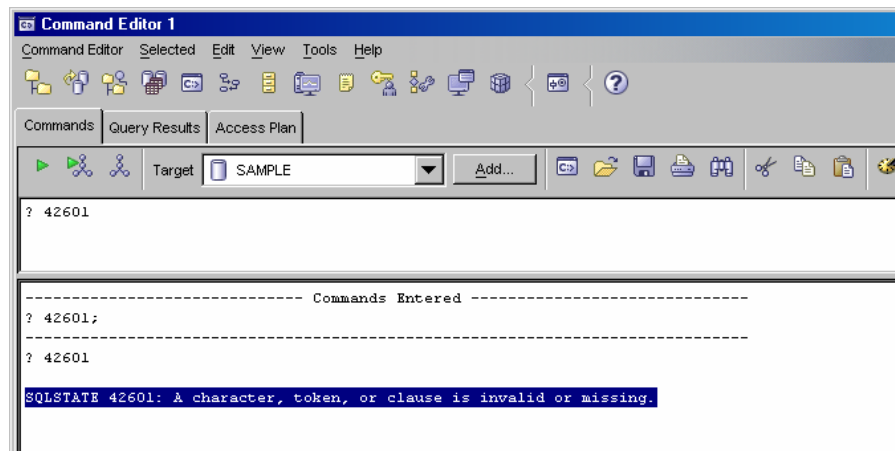 Command Editor 1
Command Editor Selected Edit View Tools Help
Commands Query Results Access Plan
Target SAMPLE Add...
? 42601
------------------------------ Commands Entered ------------------------------
? 42601;
------------------------------------------------------------------------------
? 42601
SQLSTATE 42601: A character, token, or clause is invalid or missing.